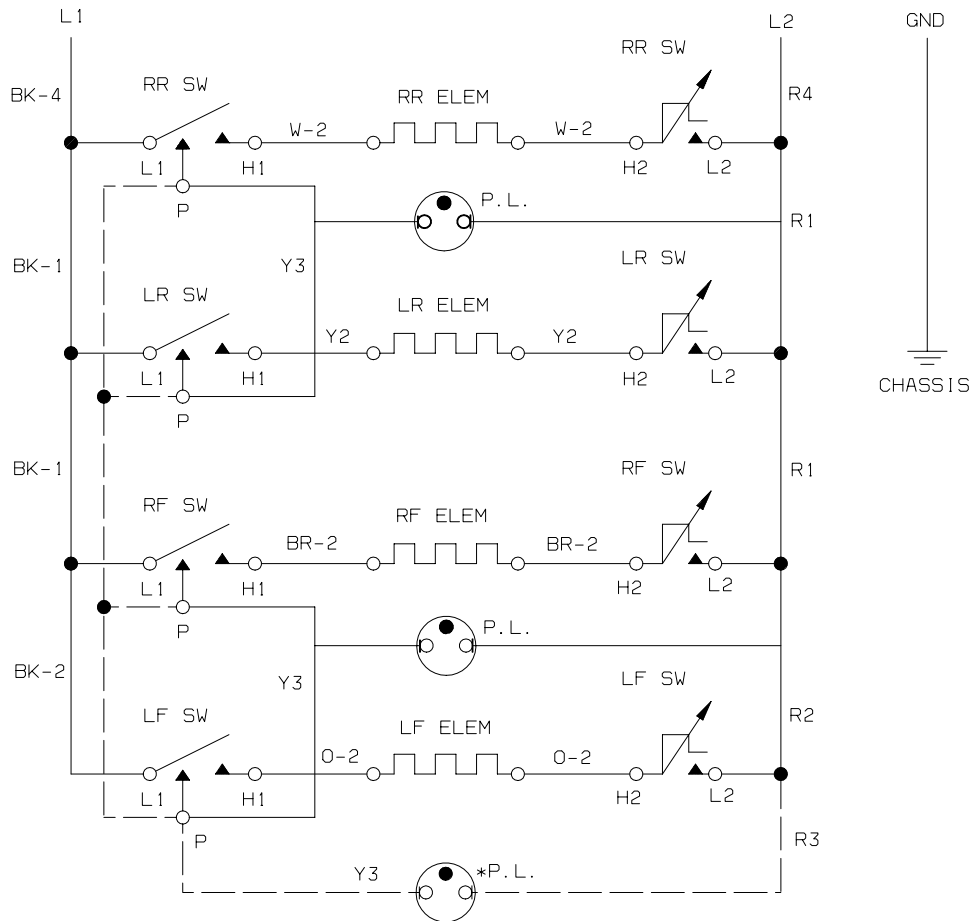 L1
L2
GND
RR SW
BK-4
RR SW
RR ELEM
R4
W-2
W-2
L1
H1
H2
L2
P
P.L.
R1
BK-1
Y3
LR SW
LR SW
LR ELEM
Y2
Y2
L1
H1
H2
L2
CHASSIS
P
BK-1
RF SW
R1
RF SW
RF ELEM
BR-2
BR-2
L1
H1
H2
L2
P
P.L.
BK-2
Y3
LF SW
LF SW
LF ELEM
R2
O-2
O-2
L1
H1
H2
L2
P
R3
Y3
*P.L.